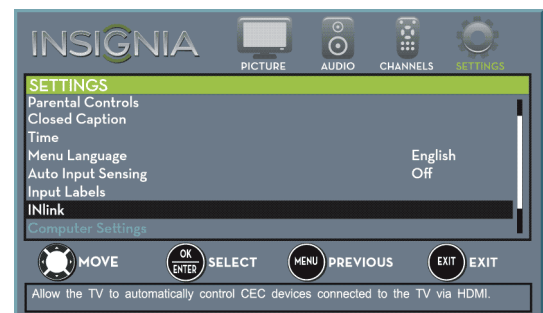 INSIGNIA
PICTURE AUDIO CHANNELS SETTINGS
SETTINGS
Parental Controls
Closed Caption
Time
Menu Language English
Auto Input Sensing Off
Input Labels
INlink
Computer Settings
MOVE OK ENTER SELECT MENU PREVIOUS EXIT EXIT
Allow the TV to automatically control CEC devices connected to the TV via HDMI.